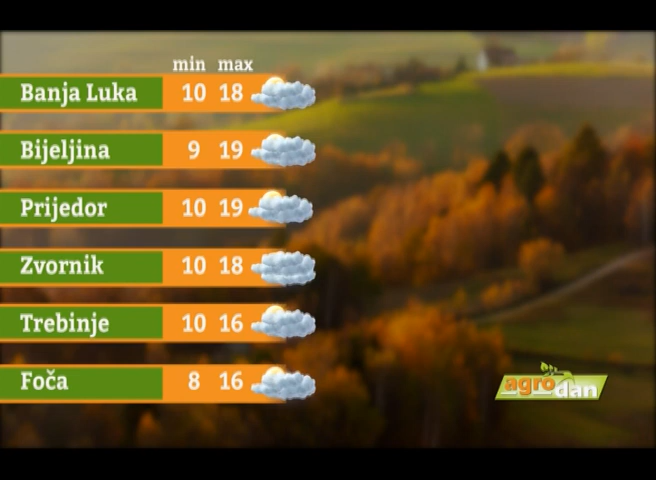 min max
Banja Luka 10 18
Bijeljina 9 19
Prijedor 10 19
Zvornik 10 18
Trebinje 10 16
Foča 8 16
agro dan